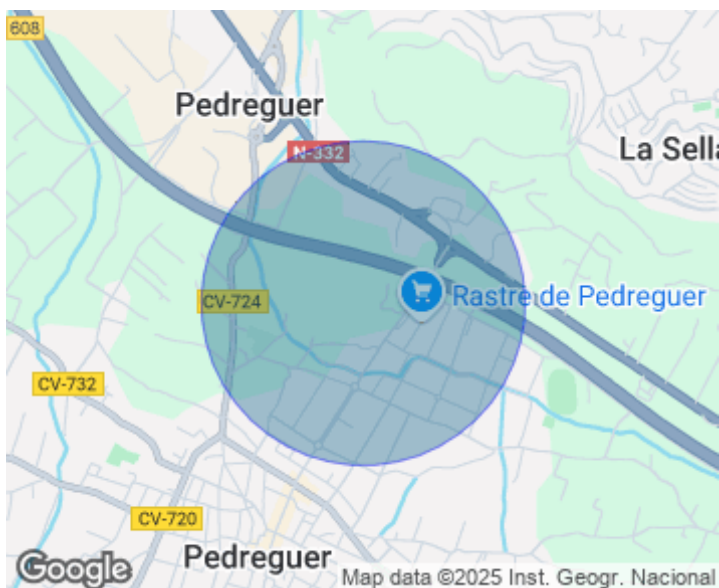 608
Pedreguer
N-332
La Sella
CV-724
Rastre de Pedreguer
CV-732
CV-720
Pedreguer
Google
Map data ©2025 Inst. Geogr. Nacional